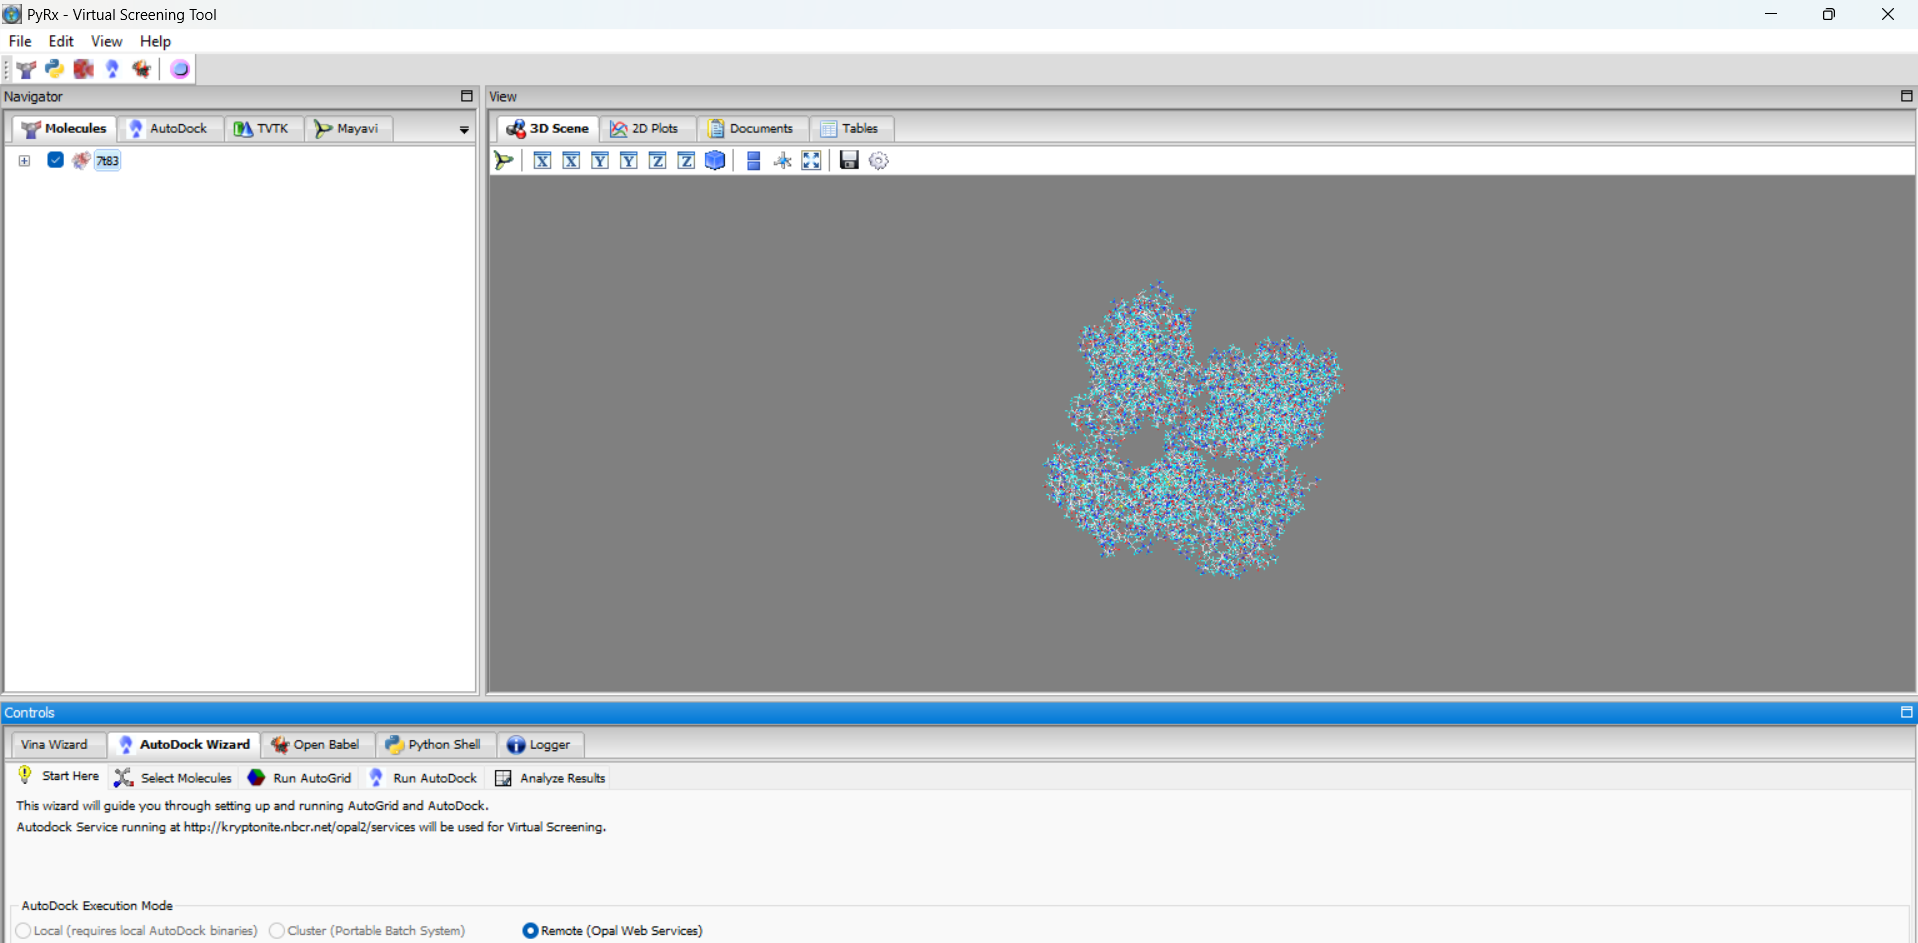 PyRx - Virtual Screening Tool
File Edit View Help
Navigator
View
Molecules AutoDock TVTK Mayavi
3D Scene 2D Plots Documents Tables
7t83
X X Y Y Z Z
Controls
Vina Wizard AutoDock Wizard Open Babel Python Shell Logger
Start Here Select Molecules Run AutoGrid Run AutoDock Analyze Results
This wizard will guide you through setting up and running AutoGrid and AutoDock.
Autodock Service running at http://kryptonite.nbcr.net/opal2/services will be used for Virtual Screening.
AutoDock Execution Mode
Local (requires local AutoDock binaries) Cluster (Portable Batch System) Remote (Opal Web Services)